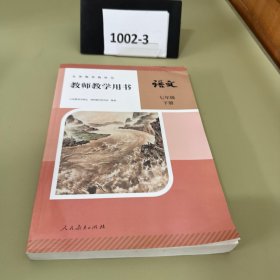 1002-3
义务教育教科书
教师教学用书
语文
七年级
下册
人民教育出版社